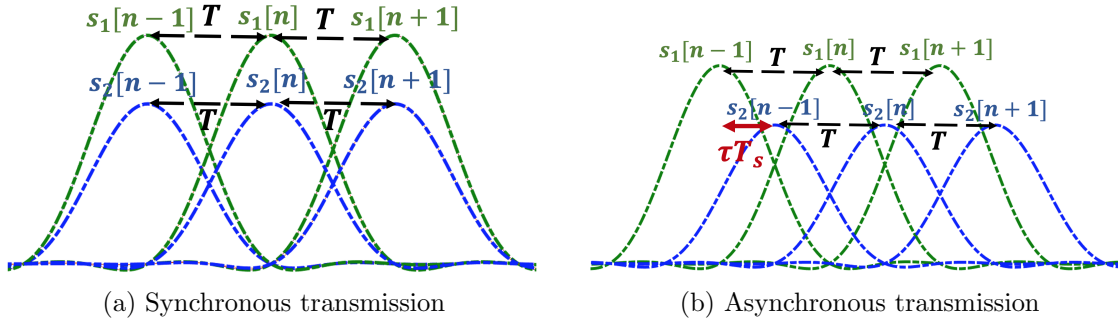 s₁[n − 1] T s₁[n] T s₁[n + 1]
s₂[n − 1] s₂[n] s₂[n + 1]
T T
(a) Synchronous transmission
s₁[n − 1] s₁[n] s₁[n + 1]
T T
s₂[n − 1] s₂[n] s₂[n + 1]
τTₛ T T
(b) Asynchronous transmission